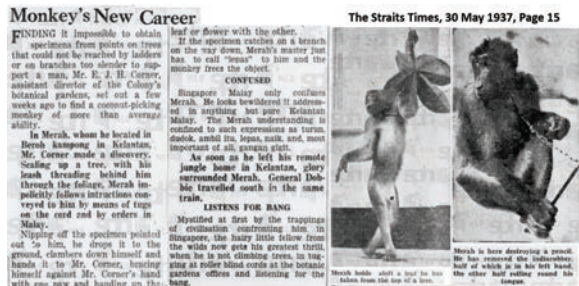 Monkey's New Career
The Straits Times, 30 May 1937, Page 15
FINDING it impossible to obtain
specimens from points on trees
that could not be reached by ladders
or on branches too slender to sup-
port a man, Mr. E. J. H. Corner,
assistant director of the Colony's
botanical gardens, set out a few
weeks ago to find a coconut-picking
monkey of more than average
ability.
In Merah, whom he located in
Beroh kampong in Kelantan,
Mr. Corner made a discovery.
Scaling up a tree, with his
leash threading behind him
through the foliage, Merah im-
plicitly follows intructions con-
veyed to him by means of tugs
on the cord and by orders in
Malay.
Nipping off the specimen pointed
out to him, he drops it to the
ground, clambers down himself and
hands it to Mr. Corner, bracing
himself against Mr. Corner's hand
with one paw and handing up the
leaf or flower with the other.
If the specimen catches on a branch
on the way down, Merah's master just
has to call "lepas" to him and the
monkey frees the object.
CONFUSED
Singapore Malay only confuses
Merah. He looks bewildered if address-
ed in anything but pure Kelantan
Malay. The Merah understanding is
confined to such expressions as turun,
dudok, ambil itu, lepas, naik, and, most
important of all, gangan gigit.
As soon as he left his remote
jungle home in Kelantan, glory
surrounded Merah. General Dob-
bie travelled south in the same
train.
LISTENS FOR BANG
Mystified at first by the trappings
of civilisation confronting him in
Singapore, the hairy little fellow from
the wilds now gets his greatest thrill,
when he is not climbing trees, in tug-
ging at roller blind cords at the botanic
gardens offices and listening for the
bang.
Merah holds aloft a leaf he has
taken from the top of a tree.
Merah is here destroying a pencil.
He has removed the indiarubber,
half of which is in his left hand,
the other half rolling round his
tongue.